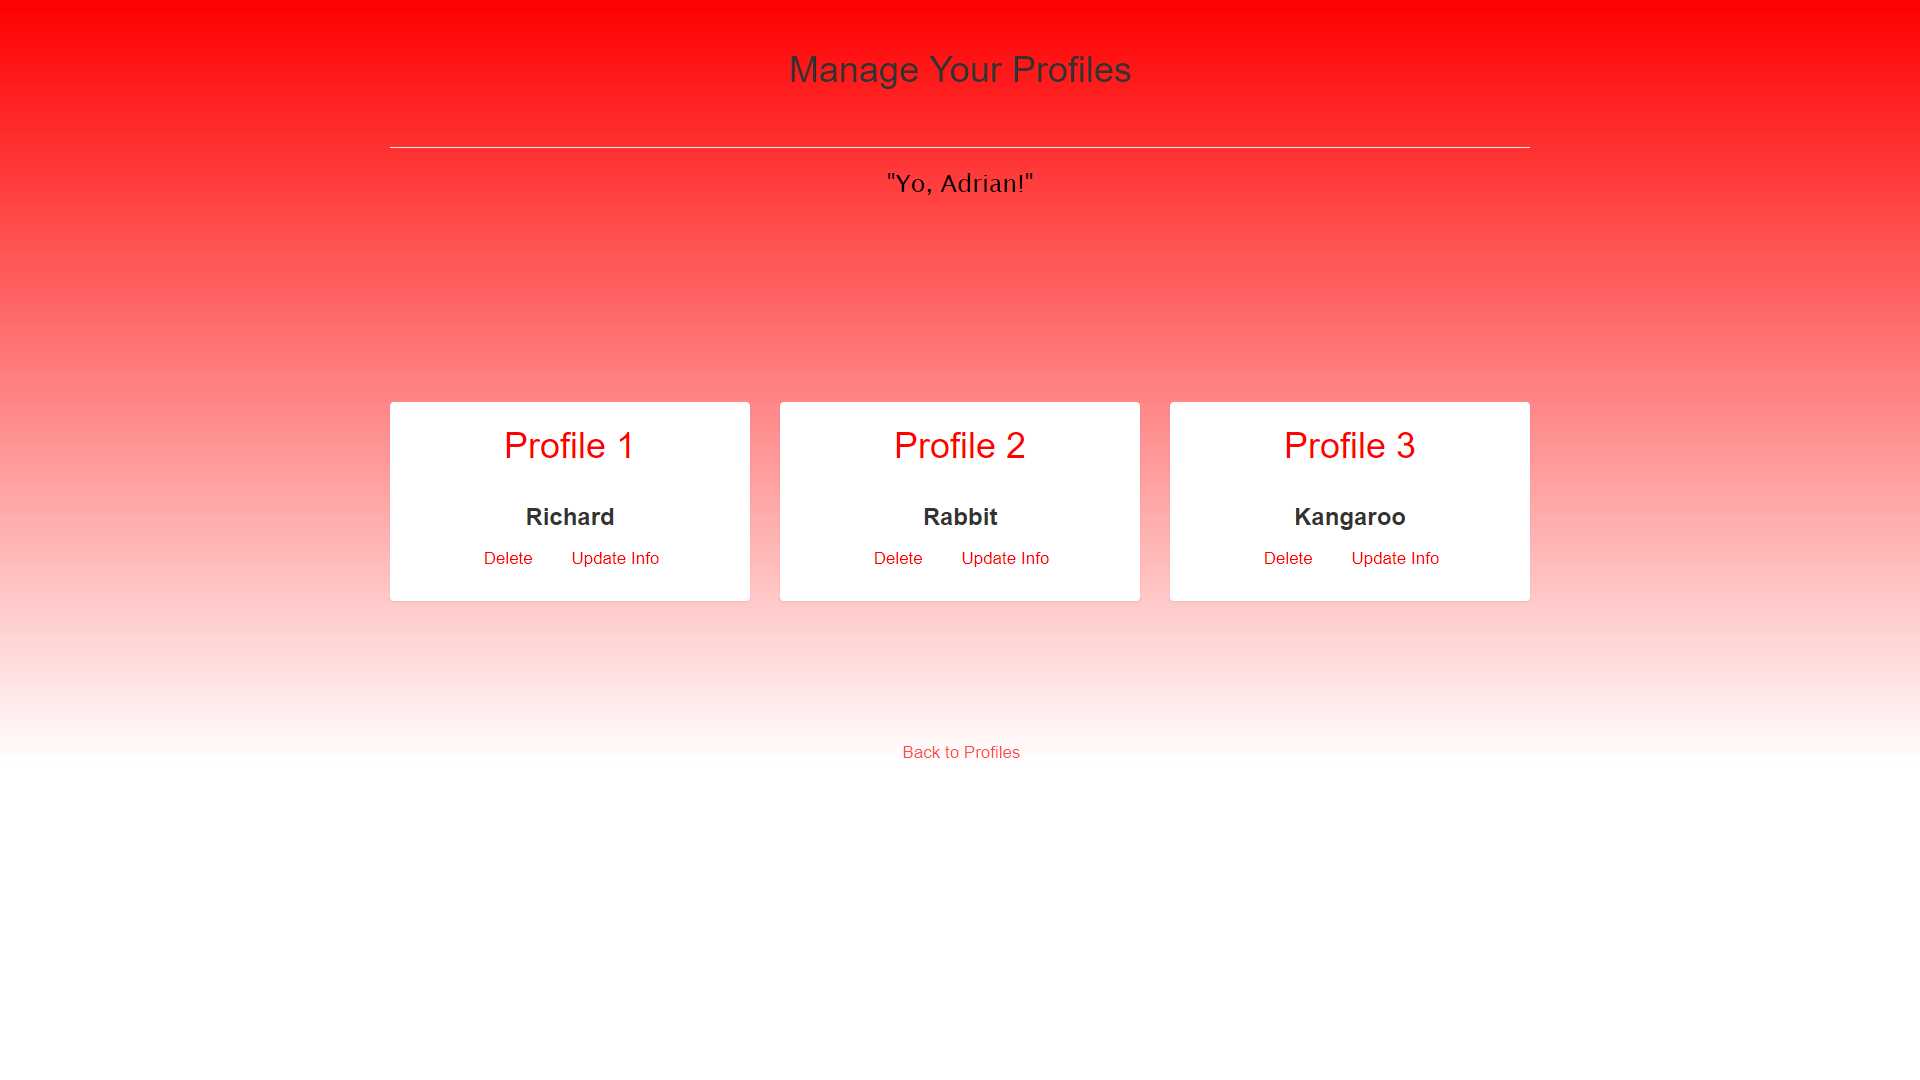 Manage Your Profiles
"Yo, Adrian!"
Profile 1
Richard
Delete Update Info
Profile 2
Rabbit
Delete Update Info
Profile 3
Kangaroo
Delete Update Info
Back to Profiles